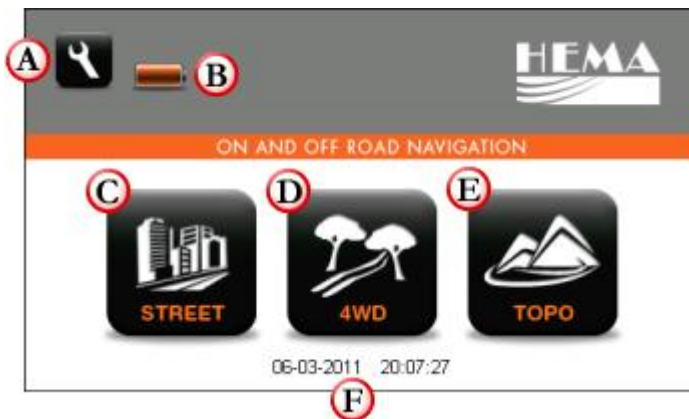 A
B
HEMA
ON AND OFF ROAD NAVIGATION
C
D
E
STREET
4WD
TOPO
06-03-2011 20:07:27
F